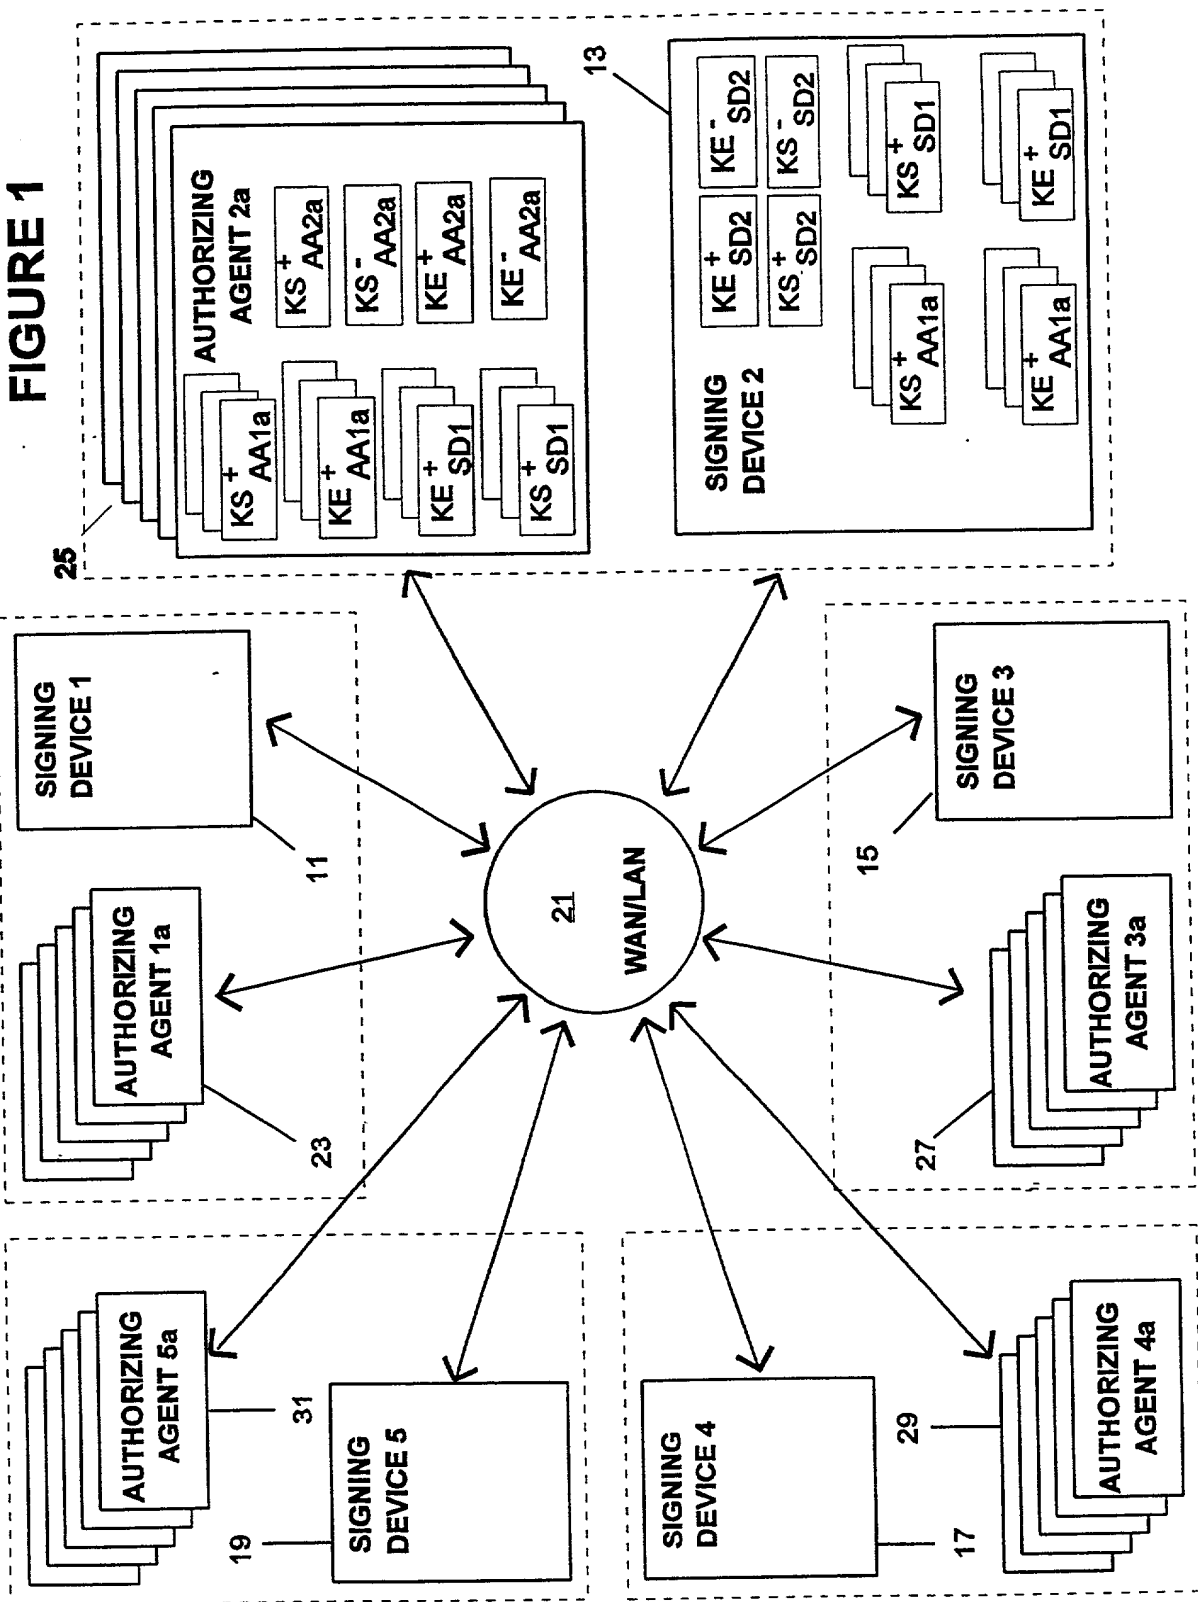 FIGURE 1
25
AUTHORIZING
AGENT 2a
KS+AA1a
KE+AA1a
KE+SD1
KS+SD1
KS+AA2a
KS-AA2a
KE+AA2a
KE-AA2a
13
SIGNING
DEVICE 2
KE+SD2
KE-SD2
KS+SD2
KS-SD2
KS+AA1a
KS+SD1
KE+AA1a
KE+SD1
SIGNING
DEVICE 1
11
AUTHORIZING
AGENT 1a
23
21
WAN/LAN
SIGNING
DEVICE 3
15
AUTHORIZING
AGENT 3a
27
AUTHORIZING
AGENT 5a
31
SIGNING
DEVICE 5
19
SIGNING
DEVICE 4
17
AUTHORIZING
AGENT 4a
29